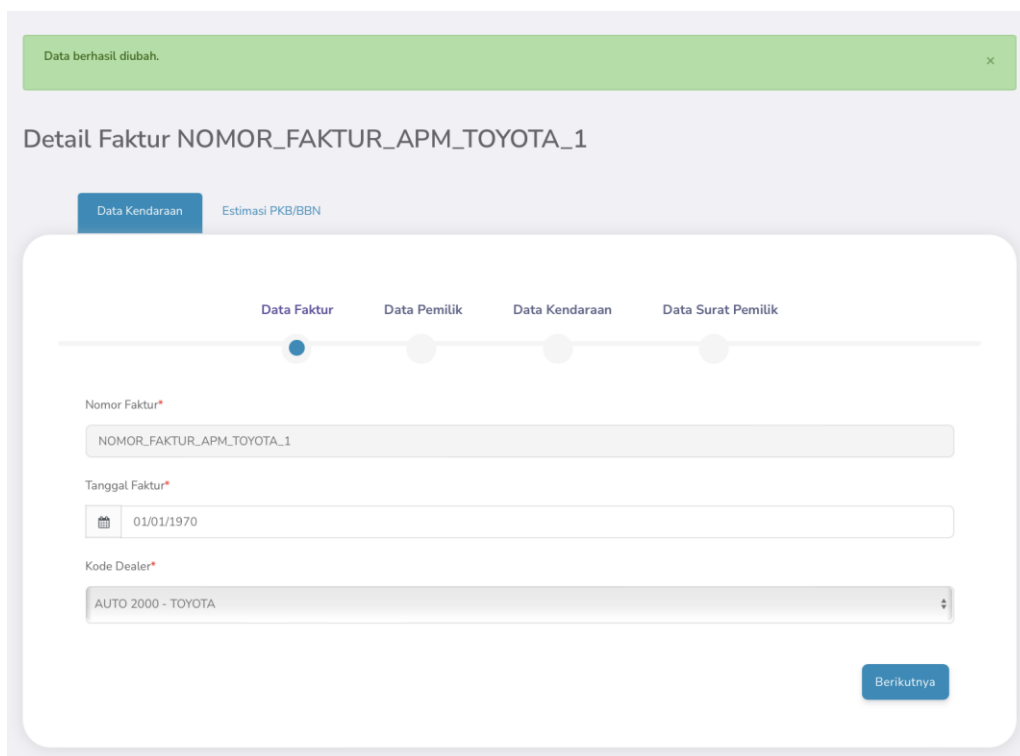 Data berhasil diubah.
×
Detail Faktur NOMOR_FAKTUR_APM_TOYOTA_1
Data Kendaraan Estimasi PKB/BBN
Data Faktur Data Pemilik Data Kendaraan Data Surat Pemilik
Nomor Faktur*
NOMOR_FAKTUR_APM_TOYOTA_1
Tanggal Faktur*
01/01/1970
Kode Dealer*
AUTO 2000 - TOYOTA
Berikutnya